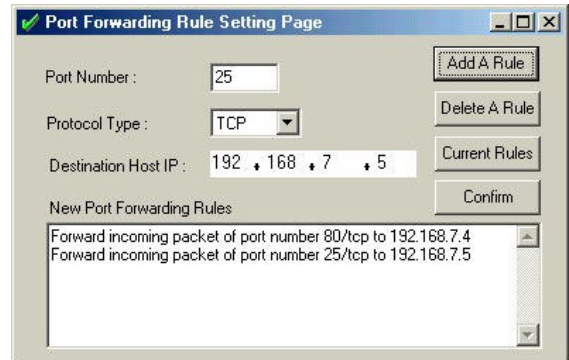 Port Forwarding Rule Setting Page
Port Number :
25
Add A Rule
Protocol Type :
TCP
Delete A Rule
Destination Host IP :
192 . 168 . 7 . 5
Current Rules
Confirm
New Port Forwarding Rules
Forward incoming packet of port number 80/tcp to 192.168.7.4
Forward incoming packet of port number 25/tcp to 192.168.7.5